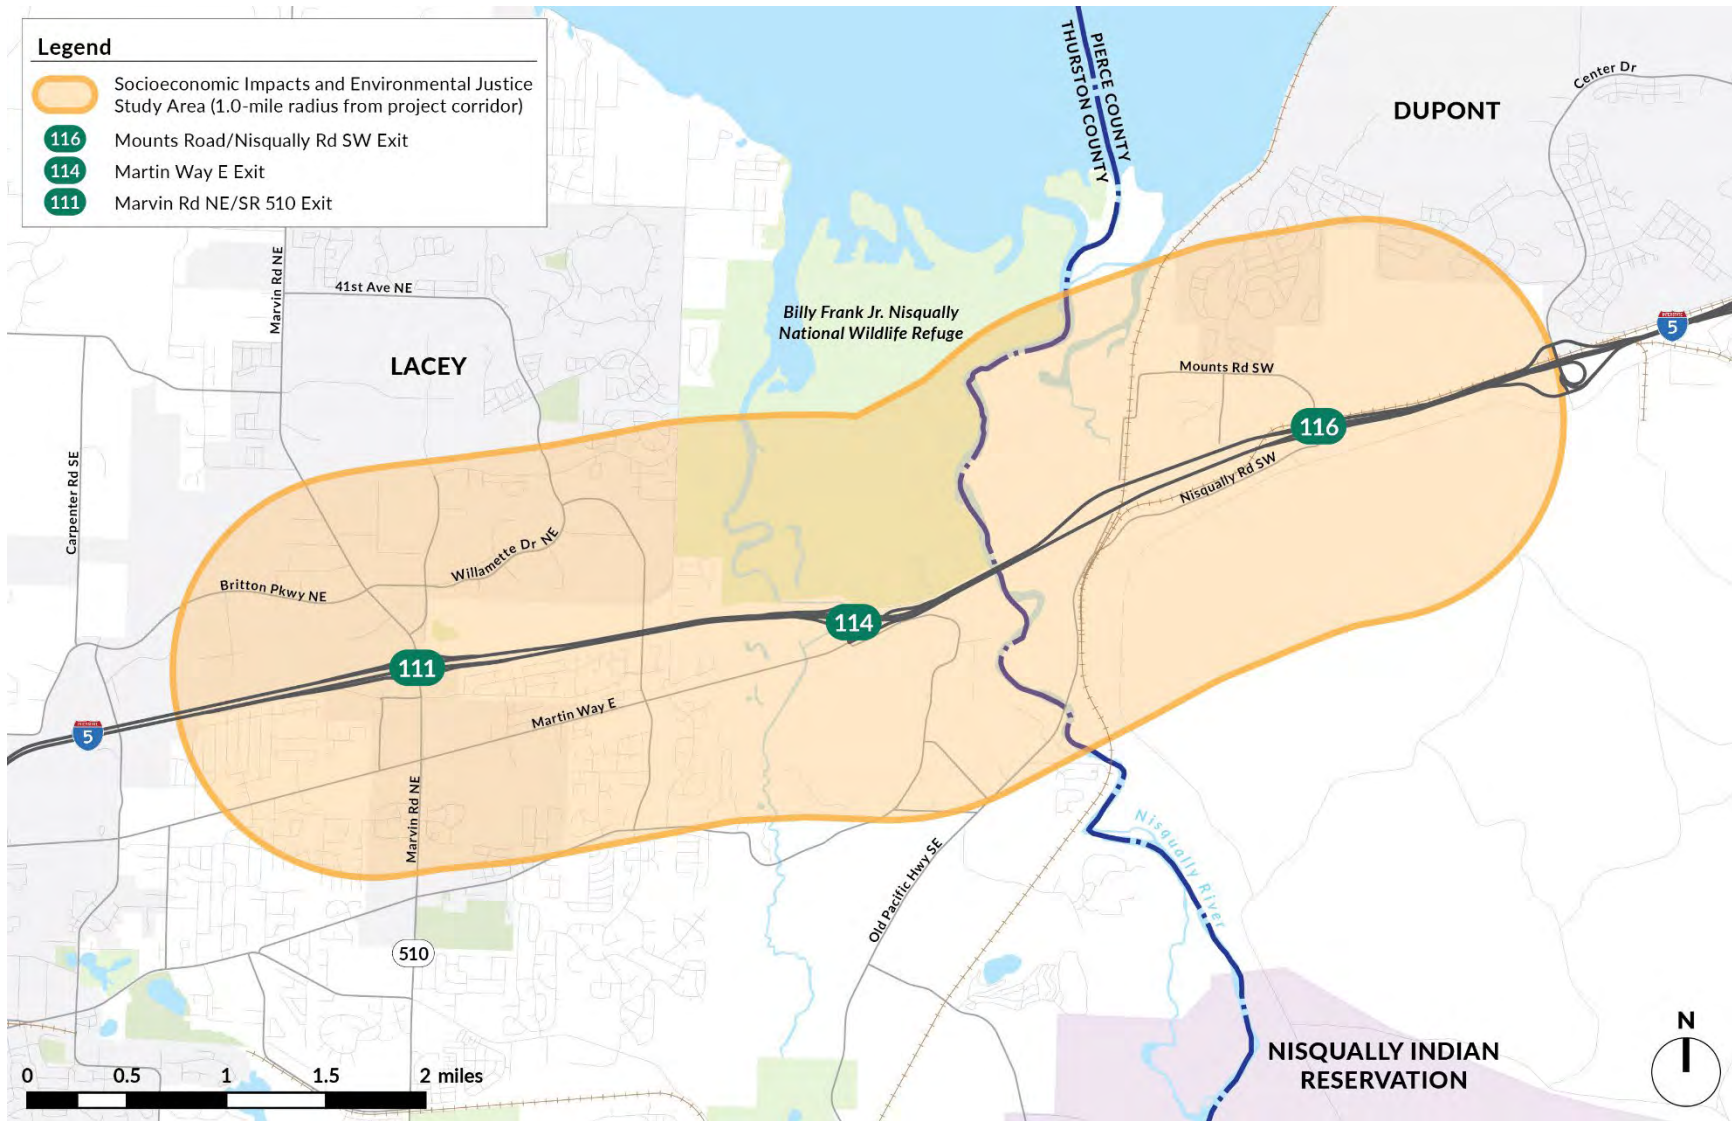 Legend
Socioeconomic Impacts and Environmental Justice
Study Area (1.0-mile radius from project corridor)
116 Mounts Road/Nisqually Rd SW Exit
114 Martin Way E Exit
111 Marvin Rd NE/SR 510 Exit
PIERCE COUNTY
THURSTON COUNTY
DUPONT
Center Dr
Marvin Rd NE
41st Ave NE
Billy Frank Jr. Nisqually
National Wildlife Refuge
5
LACEY
Mounts Rd SW
116
Nisqually Rd SW
Carpenter Rd SE
Willamette Dr NE
Britton Pkwy NE
114
111
Martin Way E
5
Marvin Rd NE
Old Pacific Hwy SE
Nisqually River
510
N
NISQUALLY INDIAN
RESERVATION
0 0.5 1 1.5 2 miles